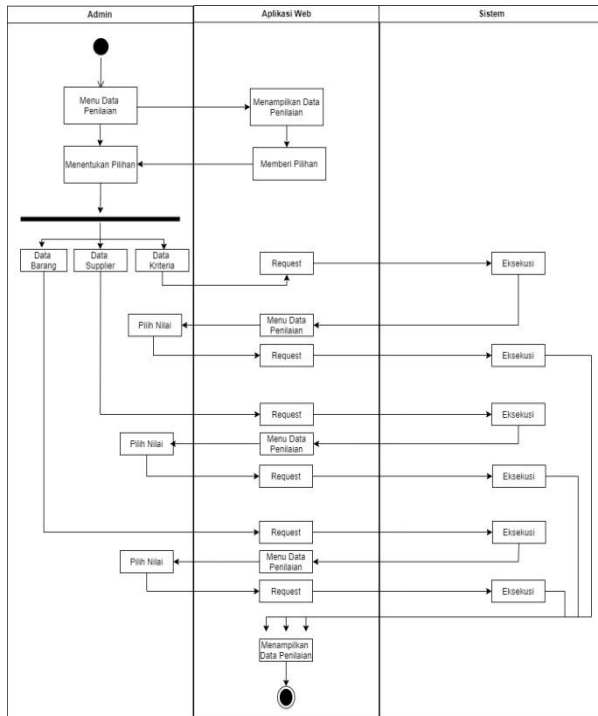 Admin
Aplikasi Web
Sistem
Menu Data
Penilaian
Menampilkan Data
Penilaian
Menentukan Pilihan
Memberi Pilihan
Data
Barang
Data
Supplier
Data
Kriteria
Request
Eksekusi
Menu Data
Penilaian
Pilih Nilai
Request
Eksekusi
Request
Eksekusi
Menu Data
Penilaian
Pilih Nilai
Request
Eksekusi
Request
Eksekusi
Menu Data
Penilaian
Pilih Nilai
Request
Eksekusi
Menampilkan
Data Penilaian